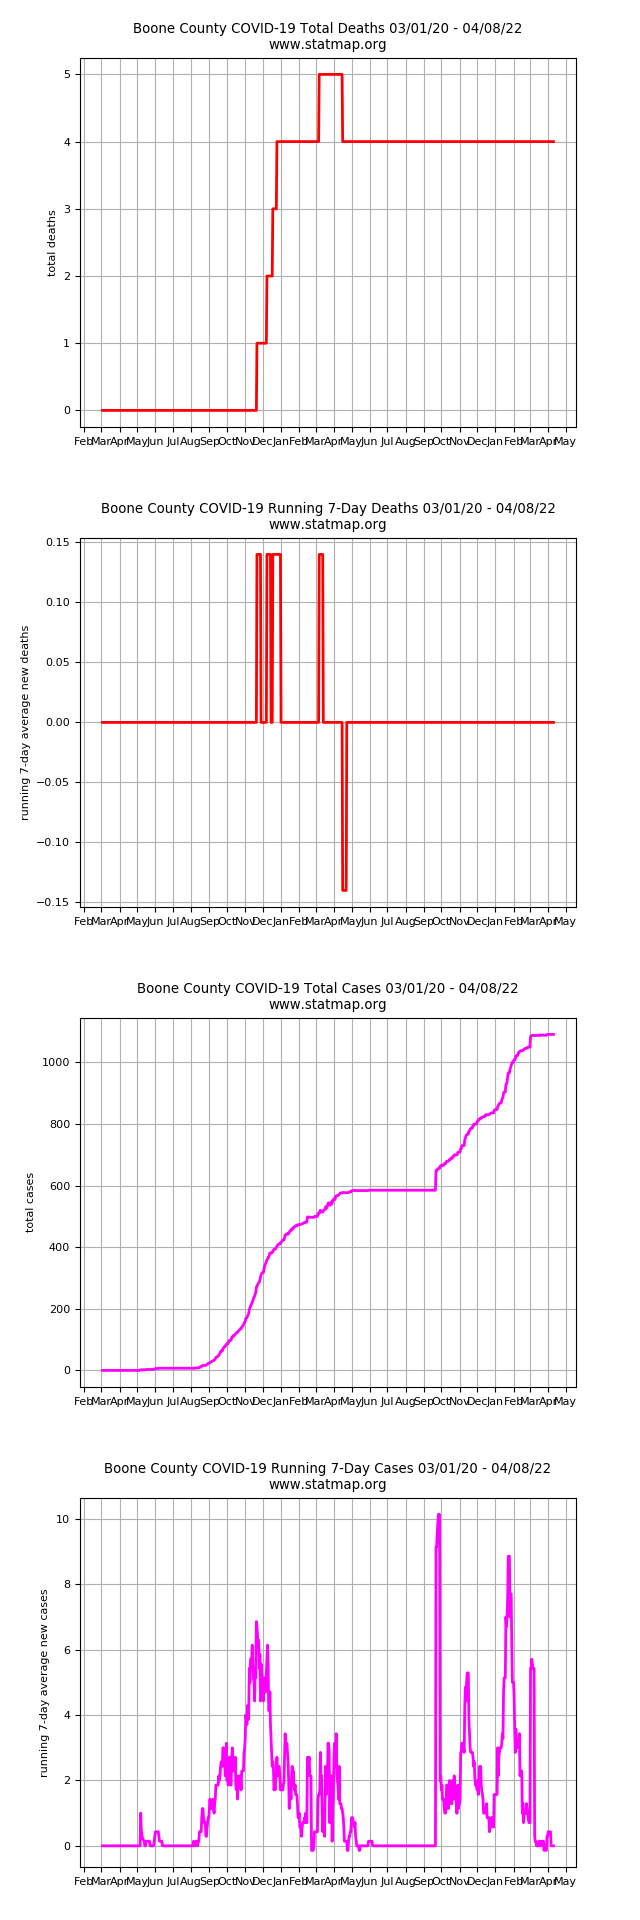 Boone County COVID-19 Total Deaths 03/01/20 - 04/08/22
www.statmap.org
5
4
3
2
1
0
total deaths
Feb Mar Apr May Jun Jul Aug Sep Oct Nov Dec Jan Feb Mar Apr May Jun Jul Aug Sep Oct Nov Dec Jan Feb Mar Apr May
Boone County COVID-19 Running 7-Day Deaths 03/01/20 - 04/08/22
www.statmap.org
0.15
0.10
0.05
0.00
−0.05
−0.10
−0.15
running 7-day average new deaths
Feb Mar Apr May Jun Jul Aug Sep Oct Nov Dec Jan Feb Mar Apr May Jun Jul Aug Sep Oct Nov Dec Jan Feb Mar Apr May
Boone County COVID-19 Total Cases 03/01/20 - 04/08/22
www.statmap.org
1000
800
600
400
200
0
total cases
Feb Mar Apr May Jun Jul Aug Sep Oct Nov Dec Jan Feb Mar Apr May Jun Jul Aug Sep Oct Nov Dec Jan Feb Mar Apr May
Boone County COVID-19 Running 7-Day Cases 03/01/20 - 04/08/22
www.statmap.org
10
8
6
4
2
0
running 7-day average new cases
Feb Mar Apr May Jun Jul Aug Sep Oct Nov Dec Jan Feb Mar Apr May Jun Jul Aug Sep Oct Nov Dec Jan Feb Mar Apr May